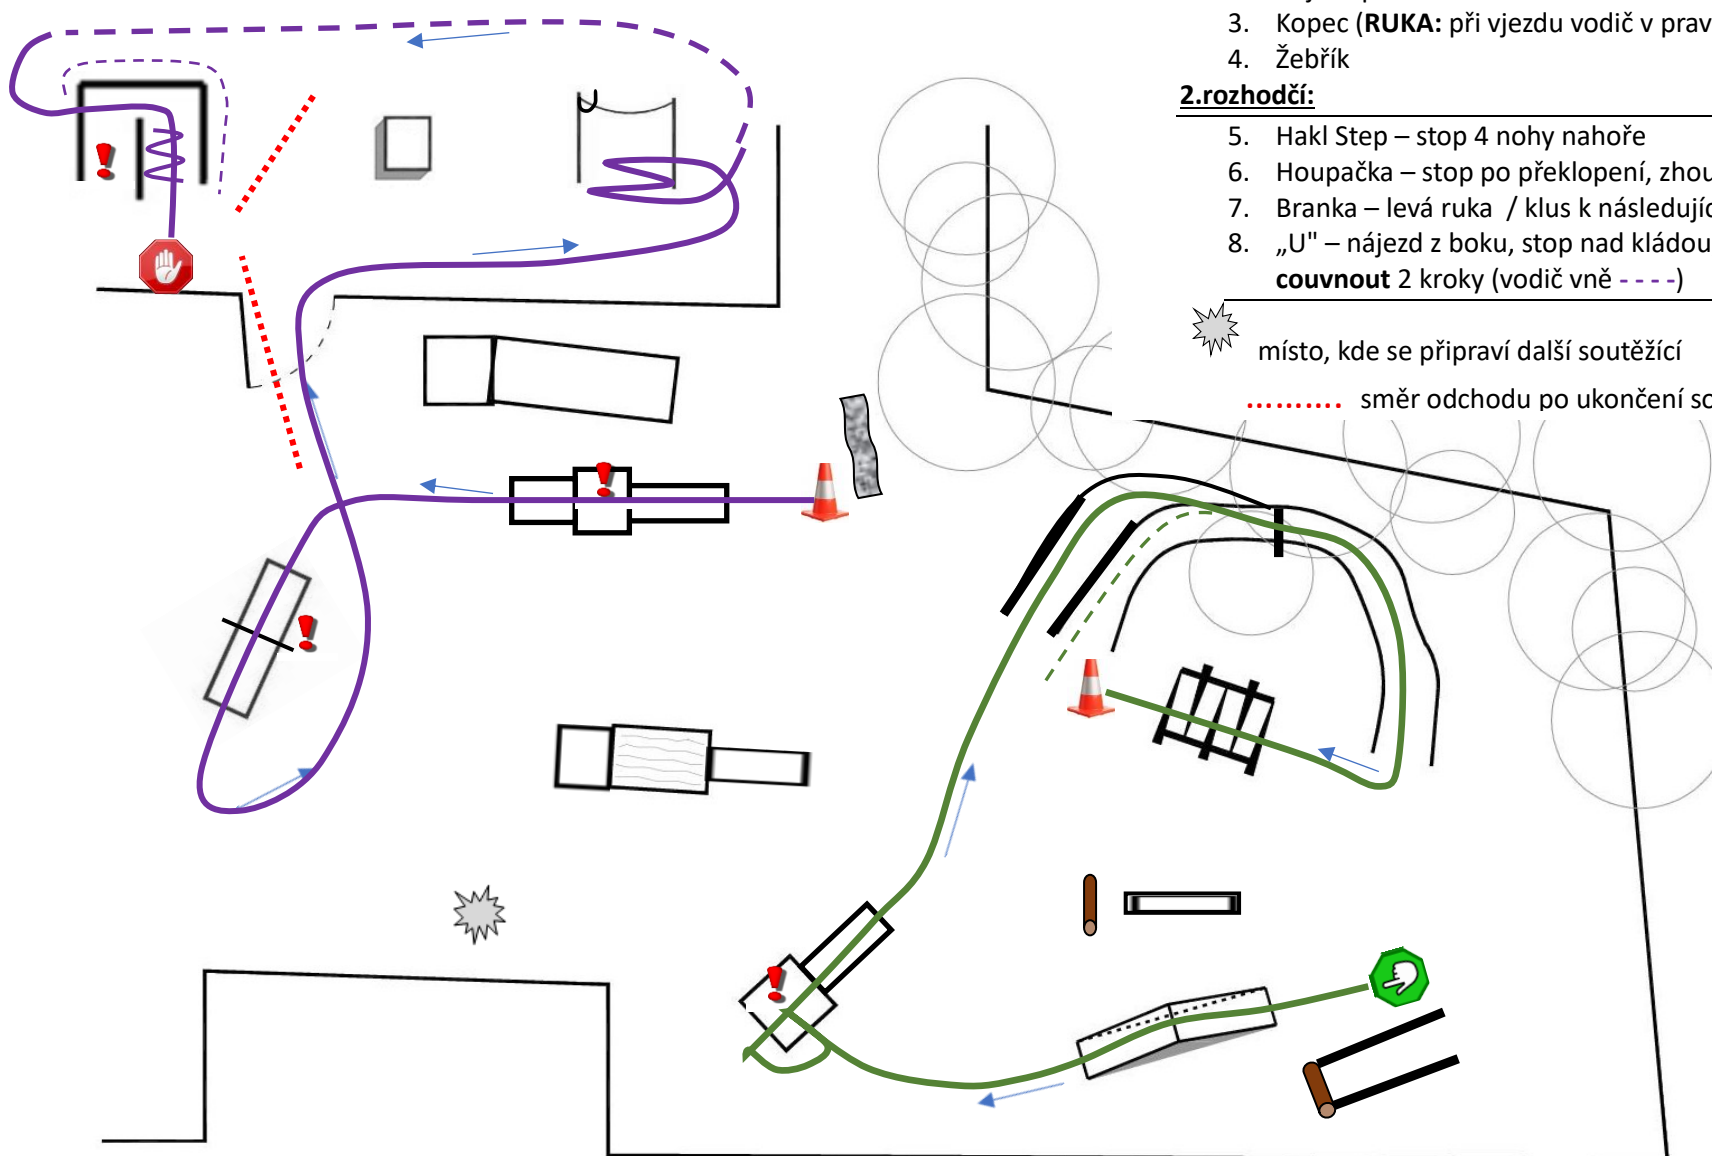 3. Kopec (RUKA: při vjezdu vodič v prav
4. Žebřík
2.rozhodčí:
5. Hakl Step – stop 4 nohy nahoře
6. Houpačka – stop po překlopení, zhou
7. Branka – levá ruka / klus k následujíc
8. „U" – nájezd z boku, stop nad kládou
couvnout 2 kroky (vodič vně - - - -)
místo, kde se připraví další soutěžící
.......... směr odchodu po ukončení so